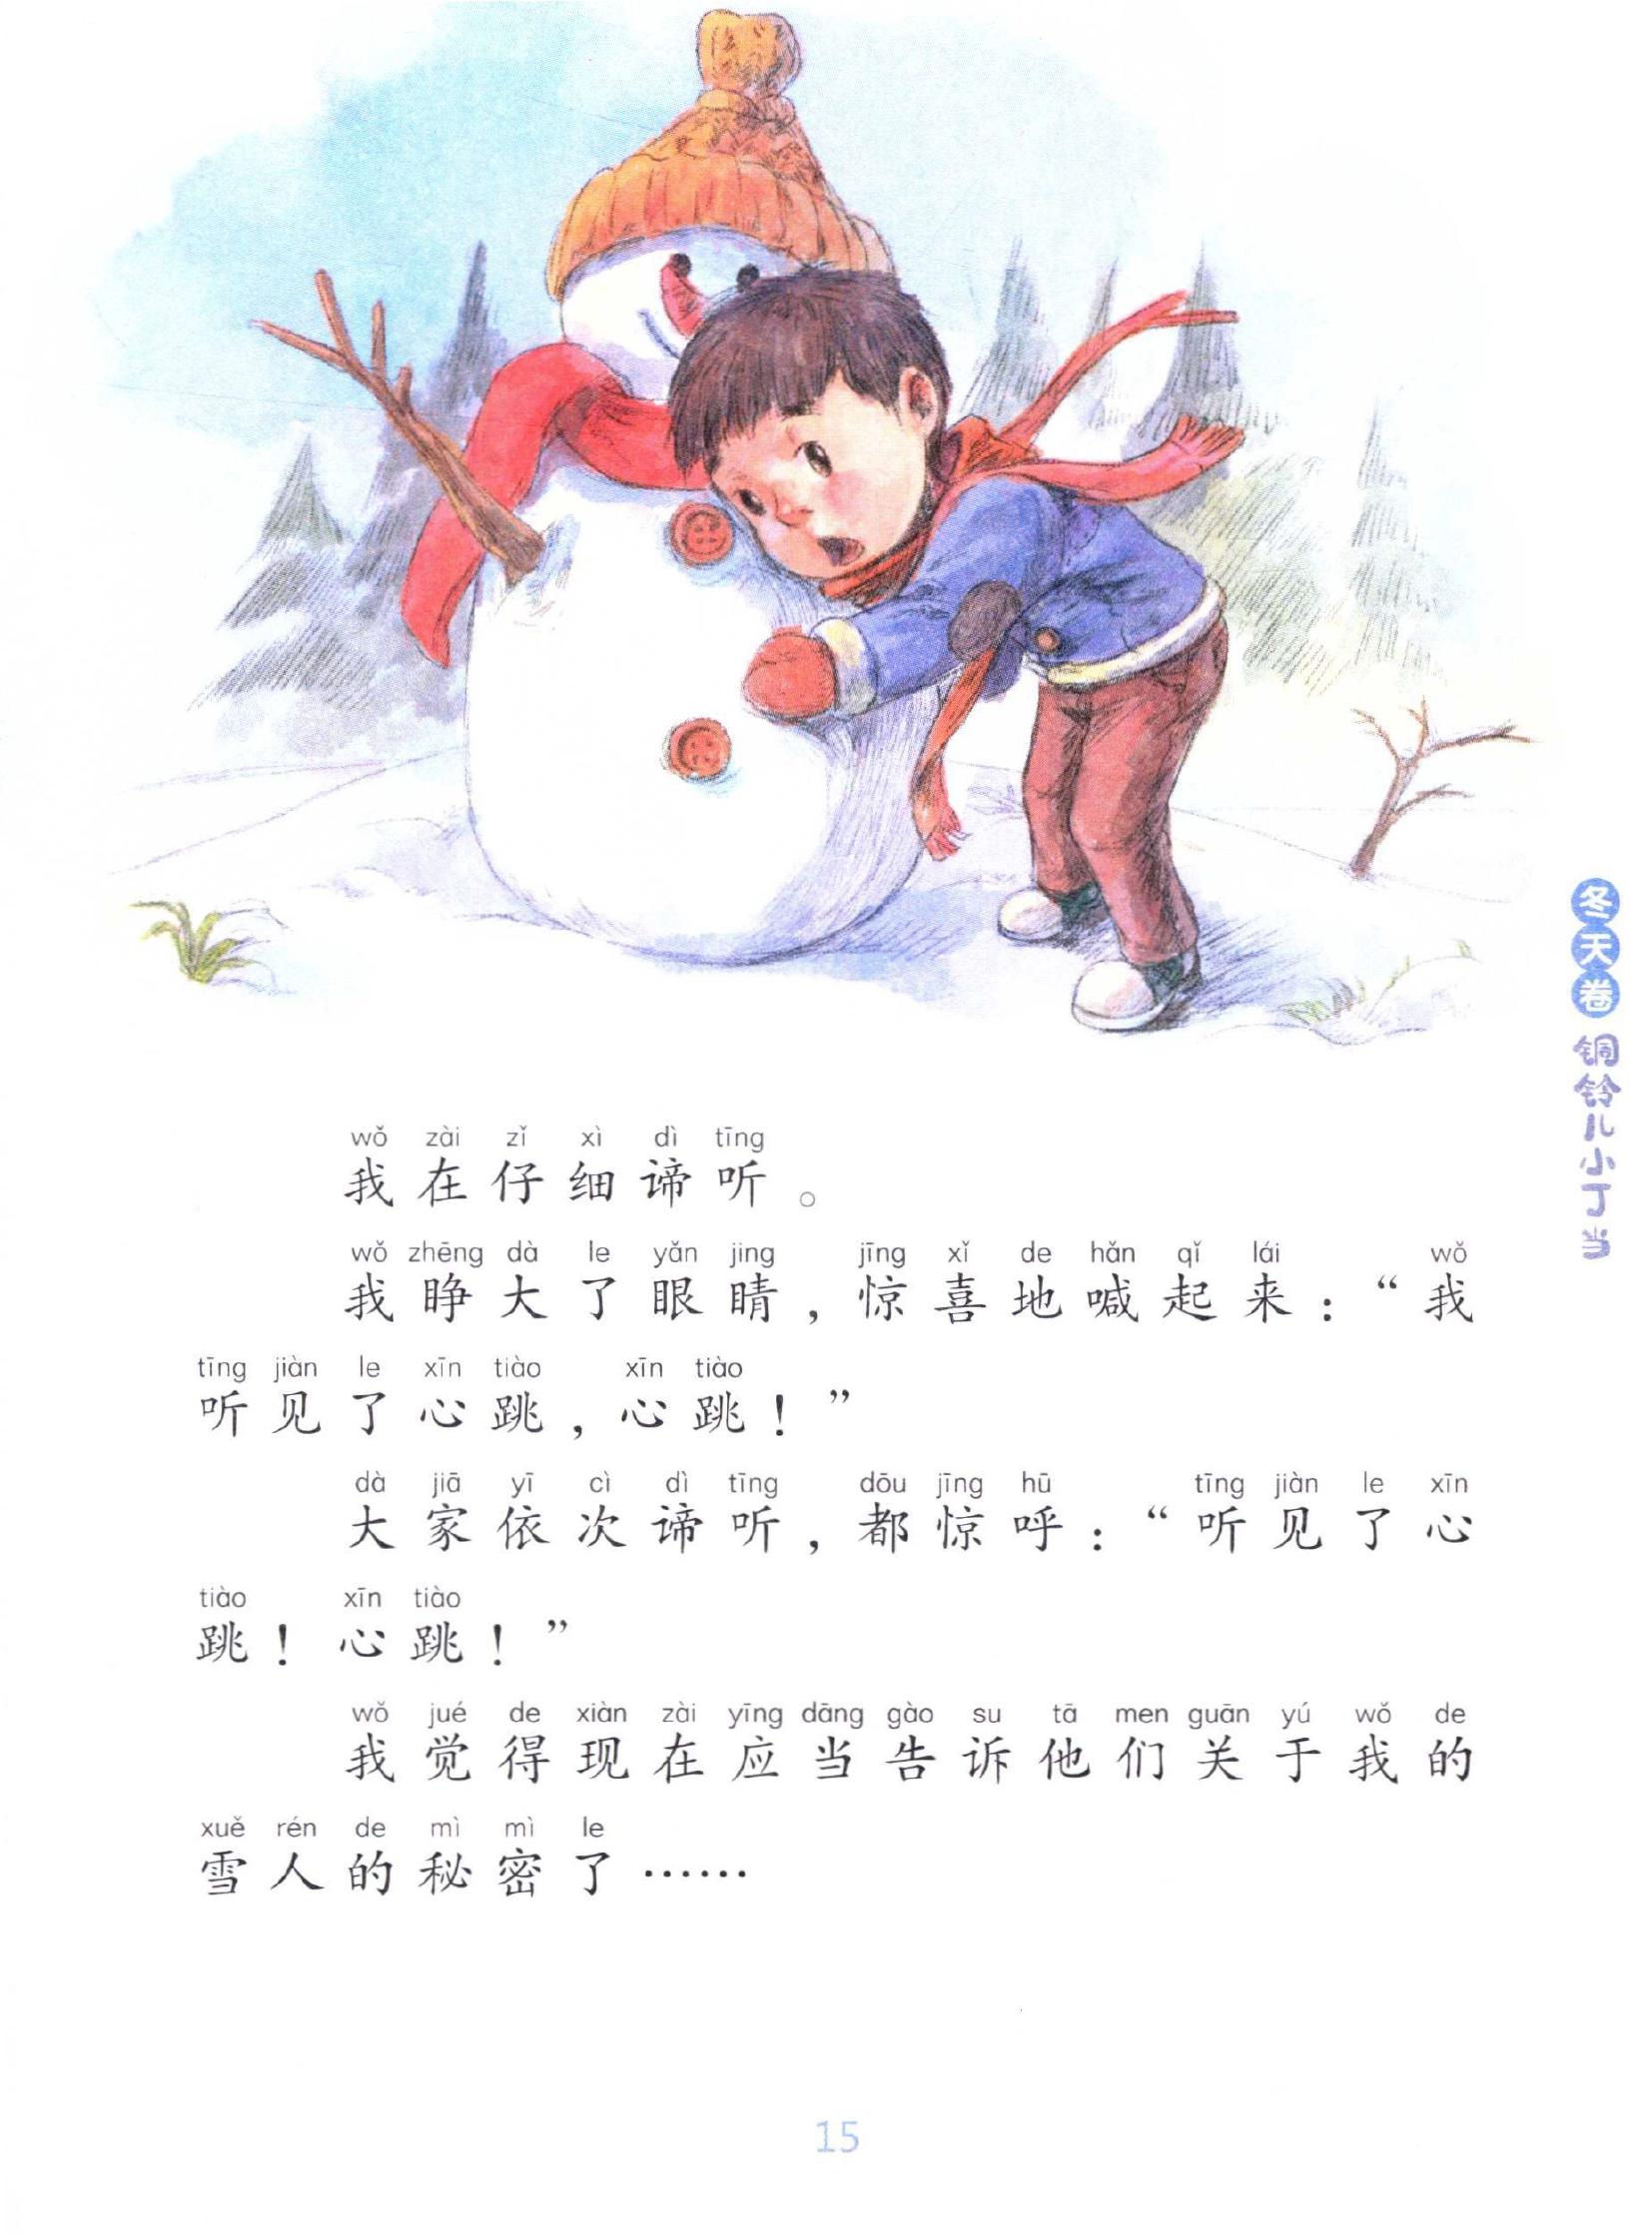 wǒ zài zǐ xì dì tīng
我在仔细谛听。
wǒ zhēng dà le yǎn jing jīng xǐ de hǎn qǐ lái wǒ
我睁大了眼睛，惊喜地喊起来：“我
tīng jiàn le xīn tiào xīn tiào
听见了心跳，心跳！”
dà jiā yī cì dì tīng dōu jīng hū tīng jiàn le xīn
大家依次谛听，都惊呼：“听见了心
tiào xīn tiào
跳！心跳！”
wǒ jué de xiàn zài yīng dāng gào su tā men guān yú wǒ de
我觉得现在应当告诉他们关于我的
xuě rén de mì mì le
雪人的秘密了……
冬天卷 铜铃儿小丁当
15